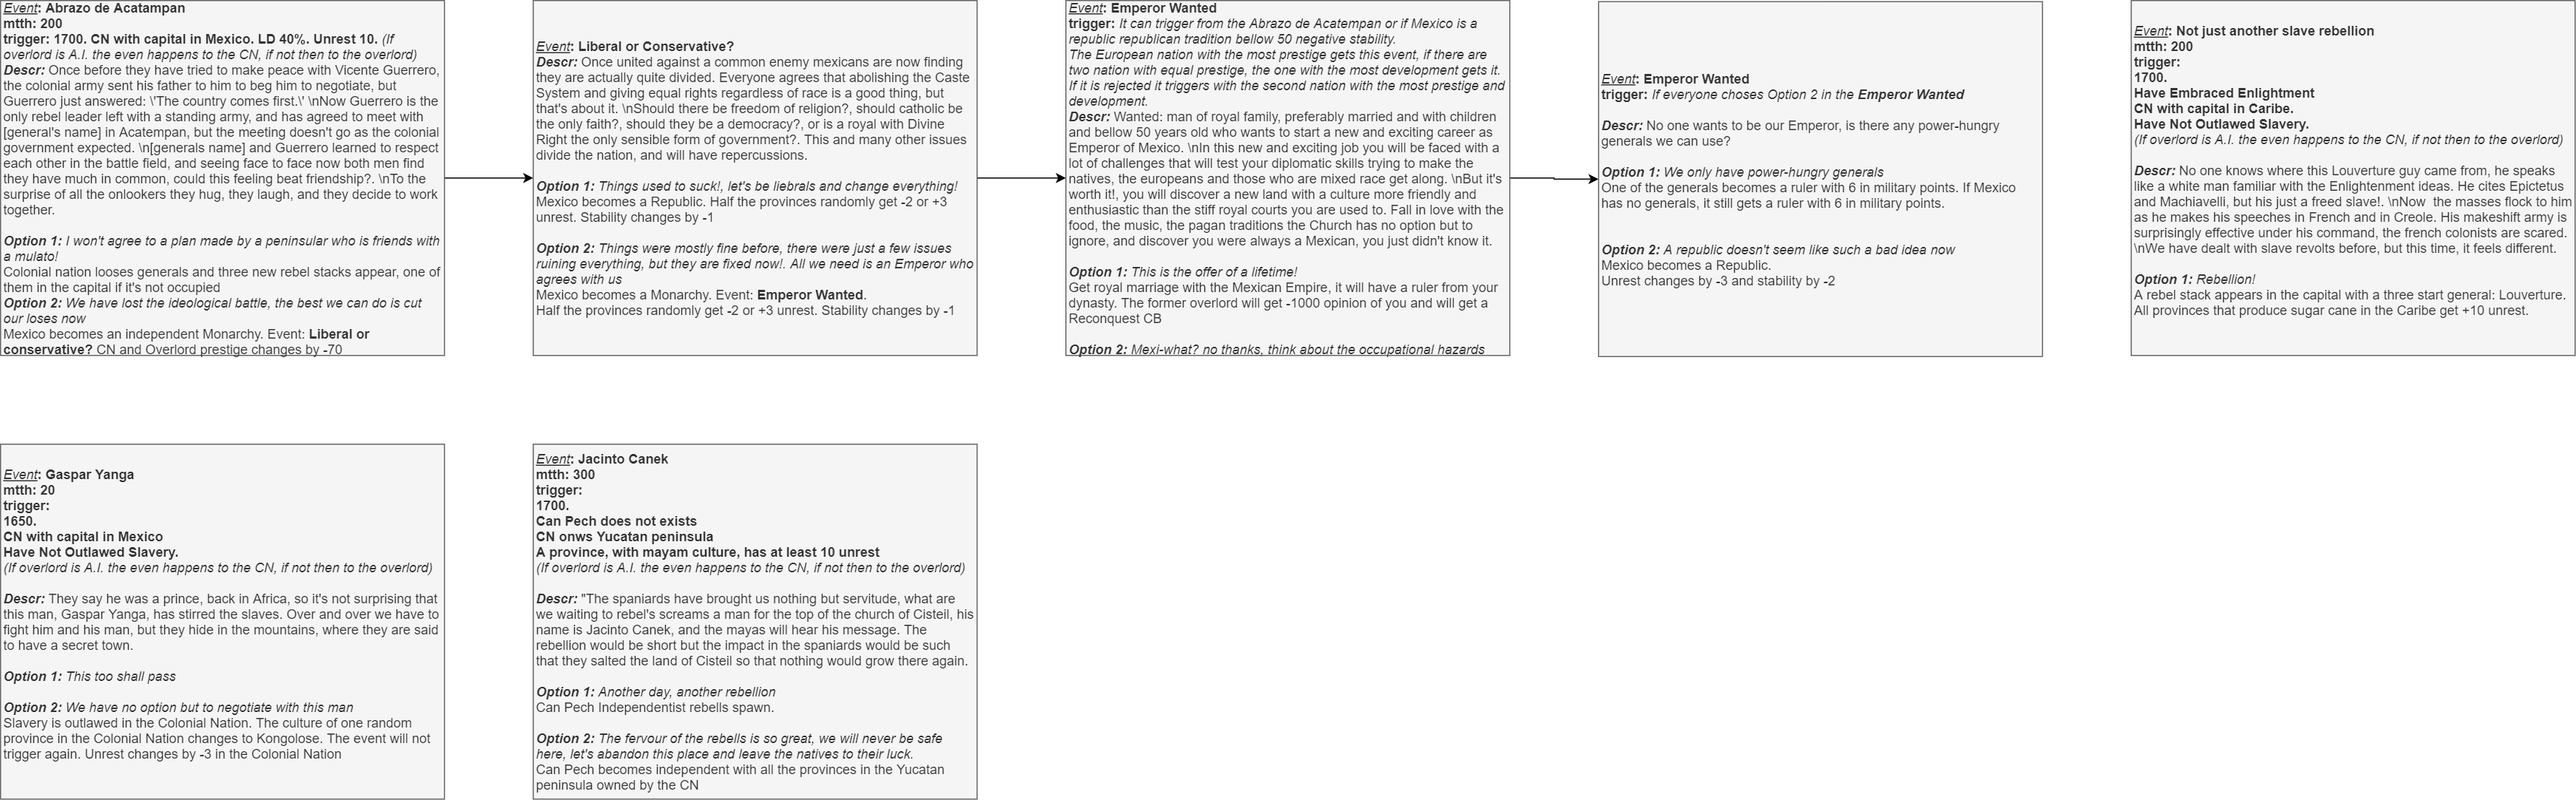 Event: Abrazo de Acatampan
mtth: 200
trigger: 1700. CN with capital in Mexico. LD 40%. Unrest 10. (If
overlord is A.I. the even happens to the CN, if not then to the overlord)
Descr: Once before they have tried to make peace with Vicente Guerrero,
the colonial army sent his father to him to beg him to negotiate, but
Guerrero just answered: \'The country comes first.\' \nNow Guerrero is the
only rebel leader left with a standing army, and has agreed to meet with
[general's name] in Acatempan, but the meeting doesn't go as the colonial
government expected. \n[generals name] and Guerrero learned to respect
each other in the battle field, and seeing face to face now both men find
they have much in common, could this feeling beat friendship?. \nTo the
surprise of all the onlookers they hug, they laugh, and they decide to work
together.
Option 1: I won't agree to a plan made by a peninsular who is friends with
a mulato!
Colonial nation looses generals and three new rebel stacks appear, one of
them in the capital if it's not occupied
Option 2: We have lost the ideological battle, the best we can do is cut
our loses now
Mexico becomes an independent Monarchy. Event: Liberal or
conservative? CN and Overlord prestige changes by -70
Event: Liberal or Conservative?
Descr: Once united against a common enemy mexicans are now finding
they are actually quite divided. Everyone agrees that abolishing the Caste
System and giving equal rights regardless of race is a good thing, but
that's about it. \nShould there be freedom of religion?, should catholic be
the only faith?, should they be a democracy?, or is a royal with Divine
Right the only sensible form of government?. This and many other issues
divide the nation, and will have repercussions.
Option 1: Things used to suck!, let's be liebrals and change everything!
Mexico becomes a Republic. Half the provinces randomly get -2 or +3
unrest. Stability changes by -1
Option 2: Things were mostly fine before, there were just a few issues
ruining everything, but they are fixed now!. All we need is an Emperor who
agrees with us
Mexico becomes a Monarchy. Event: Emperor Wanted.
Half the provinces randomly get -2 or +3 unrest. Stability changes by -1
Event: Emperor Wanted
trigger: It can trigger from the Abrazo de Acatempan or if Mexico is a
republic republican tradition bellow 50 negative stability.
The European nation with the most prestige gets this event, if there are
two nation with equal prestige, the one with the most development gets it.
If it is rejected it triggers with the second nation with the most prestige and
development.
Descr: Wanted: man of royal family, preferably married and with children
and bellow 50 years old who wants to start a new and exciting career as
Emperor of Mexico. \nIn this new and exciting job you will be faced with a
lot of challenges that will test your diplomatic skills trying to make the
natives, the europeans and those who are mixed race get along. \nBut it's
worth it!, you will discover a new land with a culture more friendly and
enthusiastic than the stiff royal courts you are used to. Fall in love with the
food, the music, the pagan traditions the Church has no option but to
ignore, and discover you were always a Mexican, you just didn't know it.
Option 1: This is the offer of a lifetime!
Get royal marriage with the Mexican Empire, it will have a ruler from your
dynasty. The former overlord will get -1000 opinion of you and will get a
Reconquest CB
Option 2: Mexi-what? no thanks, think about the occupational hazards
Event: Emperor Wanted
trigger: If everyone choses Option 2 in the Emperor Wanted
Descr: No one wants to be our Emperor, is there any power-hungry
generals we can use?
Option 1: We only have power-hungry generals
One of the generals becomes a ruler with 6 in military points. If Mexico
has no generals, it still gets a ruler with 6 in military points.
Option 2: A republic doesn't seem like such a bad idea now
Mexico becomes a Republic.
Unrest changes by -3 and stability by -2
Event: Not just another slave rebellion
mtth: 200
trigger:
1700.
Have Embraced Enlightment
CN with capital in Caribe.
Have Not Outlawed Slavery.
(If overlord is A.I. the even happens to the CN, if not then to the overlord)
Descr: No one knows where this Louverture guy came from, he speaks
like a white man familiar with the Enlightenment ideas. He cites Epictetus
and Machiavelli, but his just a freed slave!. \nNow the masses flock to him
as he makes his speeches in French and in Creole. His makeshift army is
surprisingly effective under his command, the french colonists are scared.
\nWe have dealt with slave revolts before, but this time, it feels different.
Option 1: Rebellion!
A rebel stack appears in the capital with a three start general: Louverture.
All provinces that produce sugar cane in the Caribe get +10 unrest.
Event: Gaspar Yanga
mtth: 20
trigger:
1650.
CN with capital in Mexico
Have Not Outlawed Slavery.
(If overlord is A.I. the even happens to the CN, if not then to the overlord)
Descr: They say he was a prince, back in Africa, so it's not surprising that
this man, Gaspar Yanga, has stirred the slaves. Over and over we have to
fight him and his man, but they hide in the mountains, where they are said
to have a secret town.
Option 1: This too shall pass
Option 2: We have no option but to negotiate with this man
Slavery is outlawed in the Colonial Nation. The culture of one random
province in the Colonial Nation changes to Kongolose. The event will not
trigger again. Unrest changes by -3 in the Colonial Nation
Event: Jacinto Canek
mtth: 300
trigger:
1700.
Can Pech does not exists
CN onws Yucatan peninsula
A province, with mayam culture, has at least 10 unrest
(If overlord is A.I. the even happens to the CN, if not then to the overlord)
Descr: "The spaniards have brought us nothing but servitude, what are
we waiting to rebel's screams a man for the top of the church of Cisteil, his
name is Jacinto Canek, and the mayas will hear his message. The
rebellion would be short but the impact in the spaniards would be such
that they salted the land of Cisteil so that nothing would grow there again.
Option 1: Another day, another rebellion
Can Pech Independentist rebells spawn.
Option 2: The fervour of the rebells is so great, we will never be safe
here, let's abandon this place and leave the natives to their luck.
Can Pech becomes independent with all the provinces in the Yucatan
peninsula owned by the CN